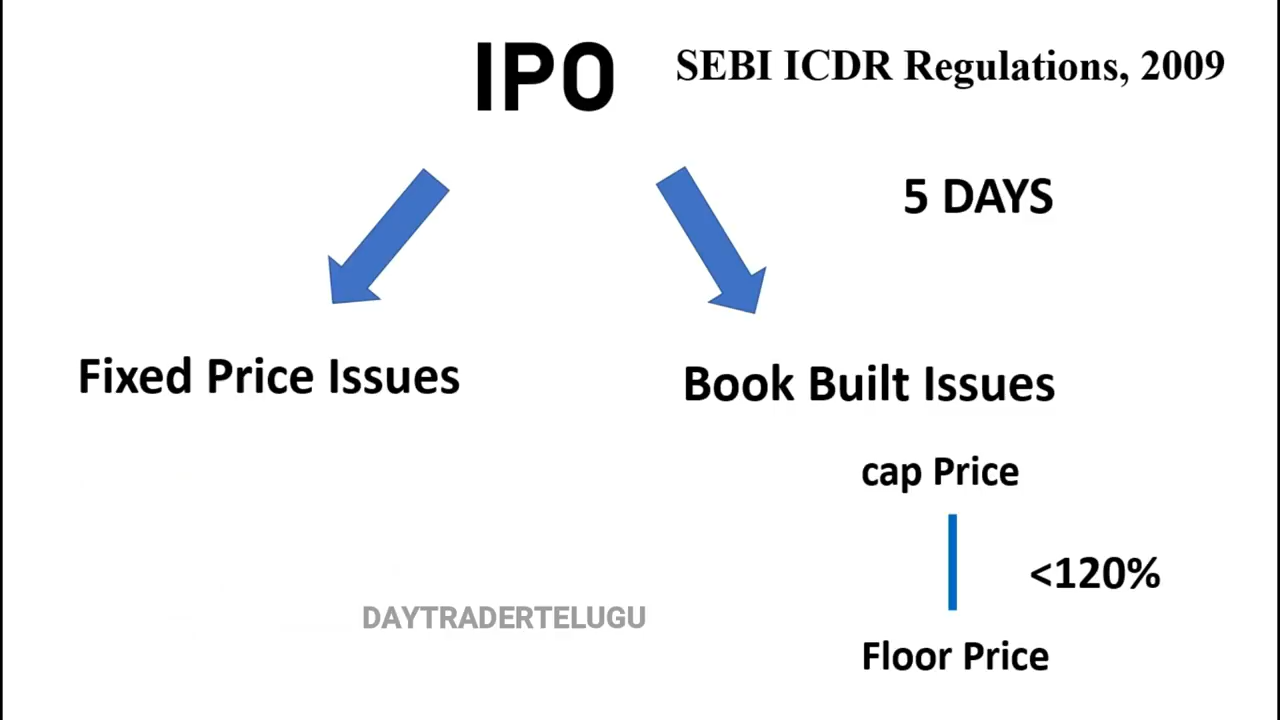 IPO
SEBI ICDR Regulations, 2009
5 DAYS
Fixed Price Issues
Book Built Issues
cap Price
<120%
DAYTRADERTELUGU
Floor Price